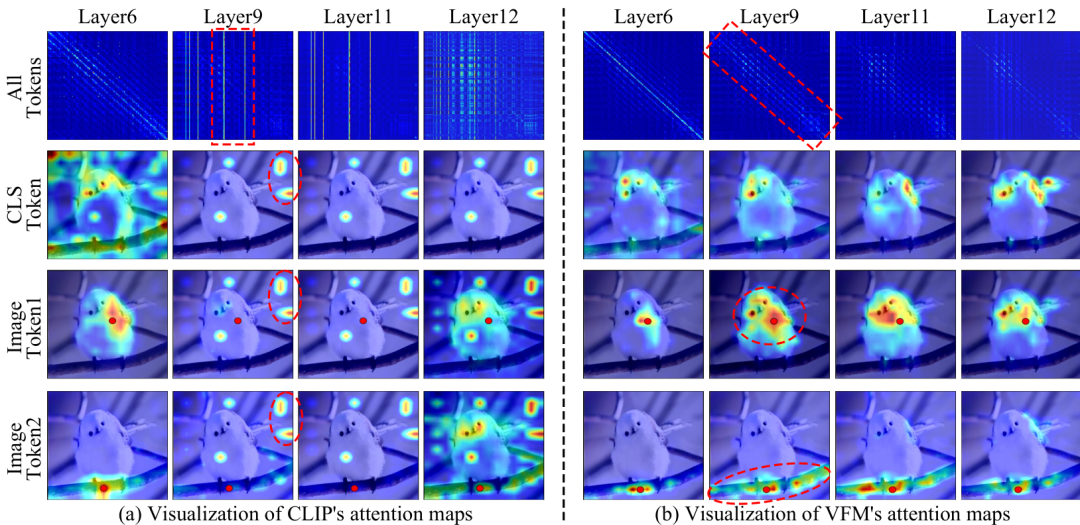 Layer6 Layer9 Layer11 Layer12 Layer6 Layer9 Layer11 Layer12
All
Tokens
CLS
Token
Image
Token1
Image
Token2
(a) Visualization of CLIP's attention maps
(b) Visualization of VFM's attention maps